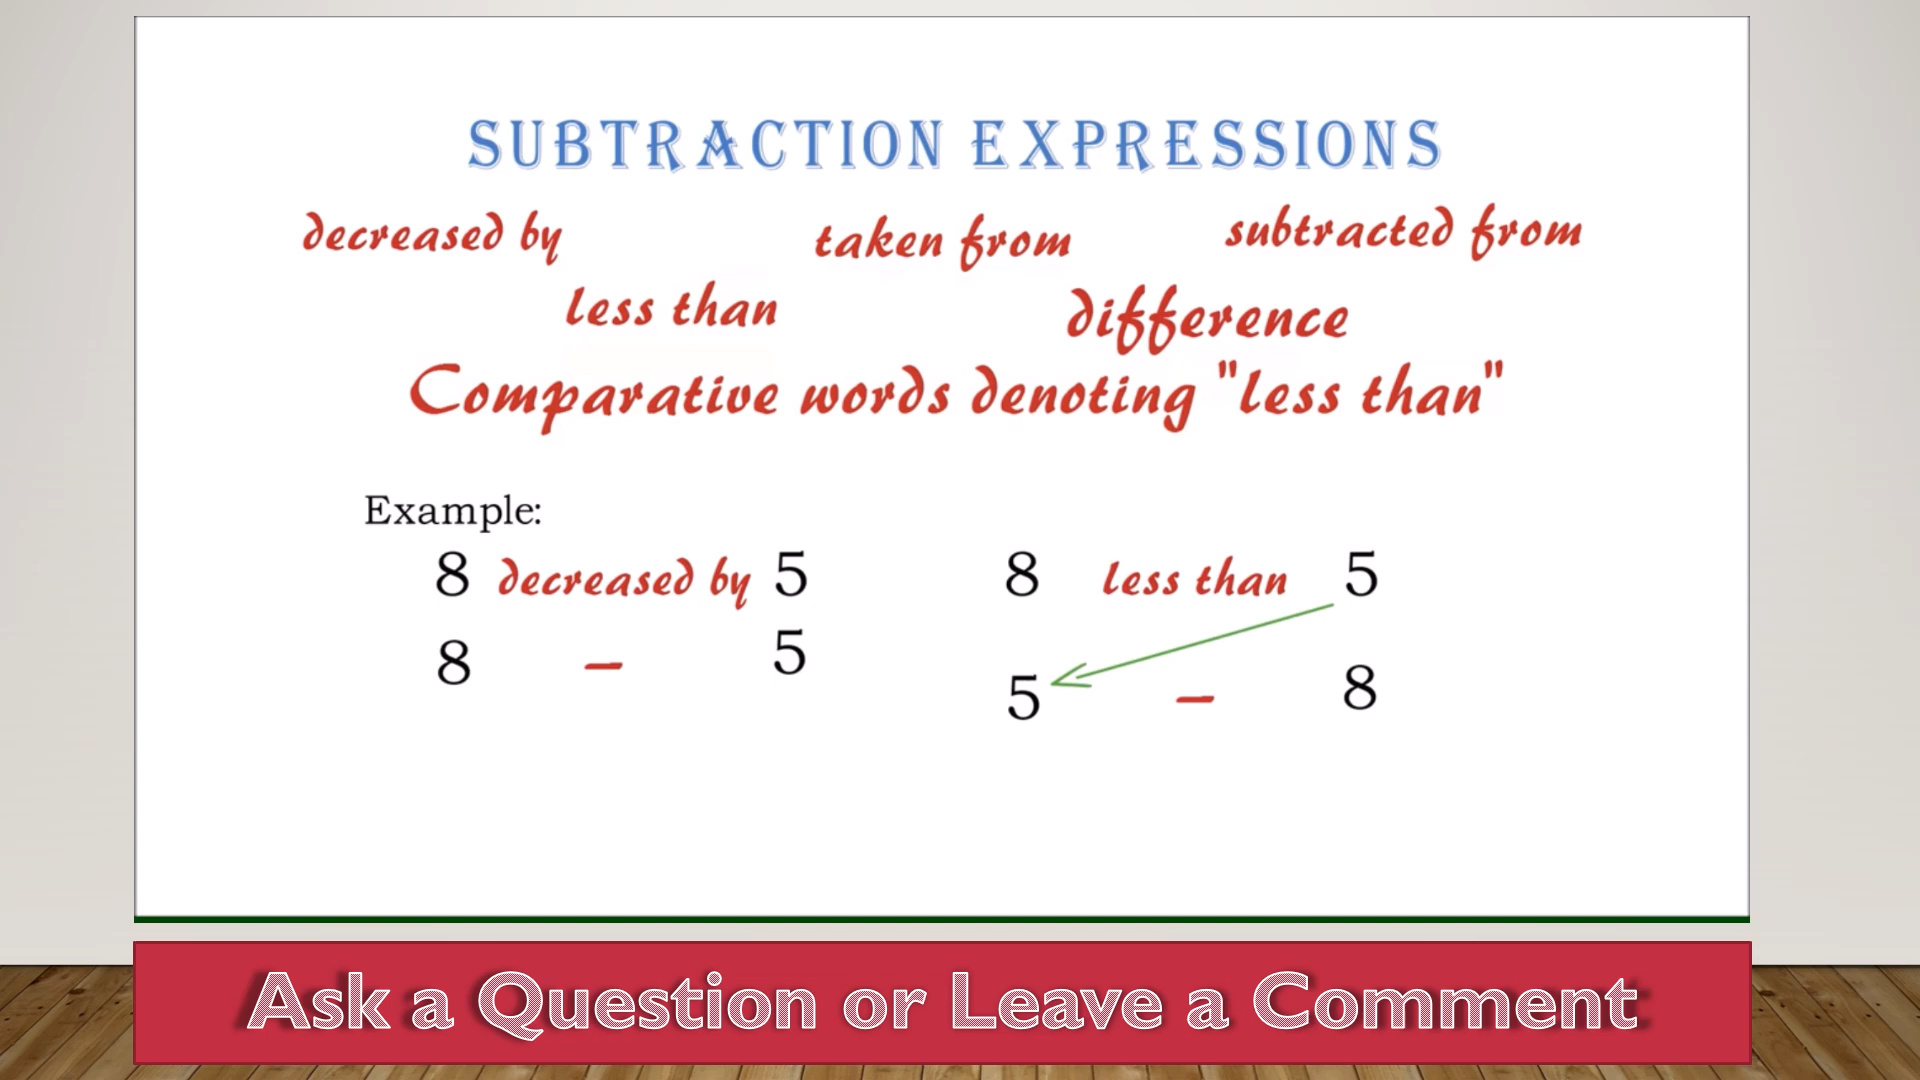 SUBTRACTION EXPRESSIONS
decreased by taken from subtracted from
less than difference
Comparative words denoting "less than"
Example:
8 decreased by 5 8 less than 5
8 – 5 5 – 8
Ask a Question or Leave a Comment